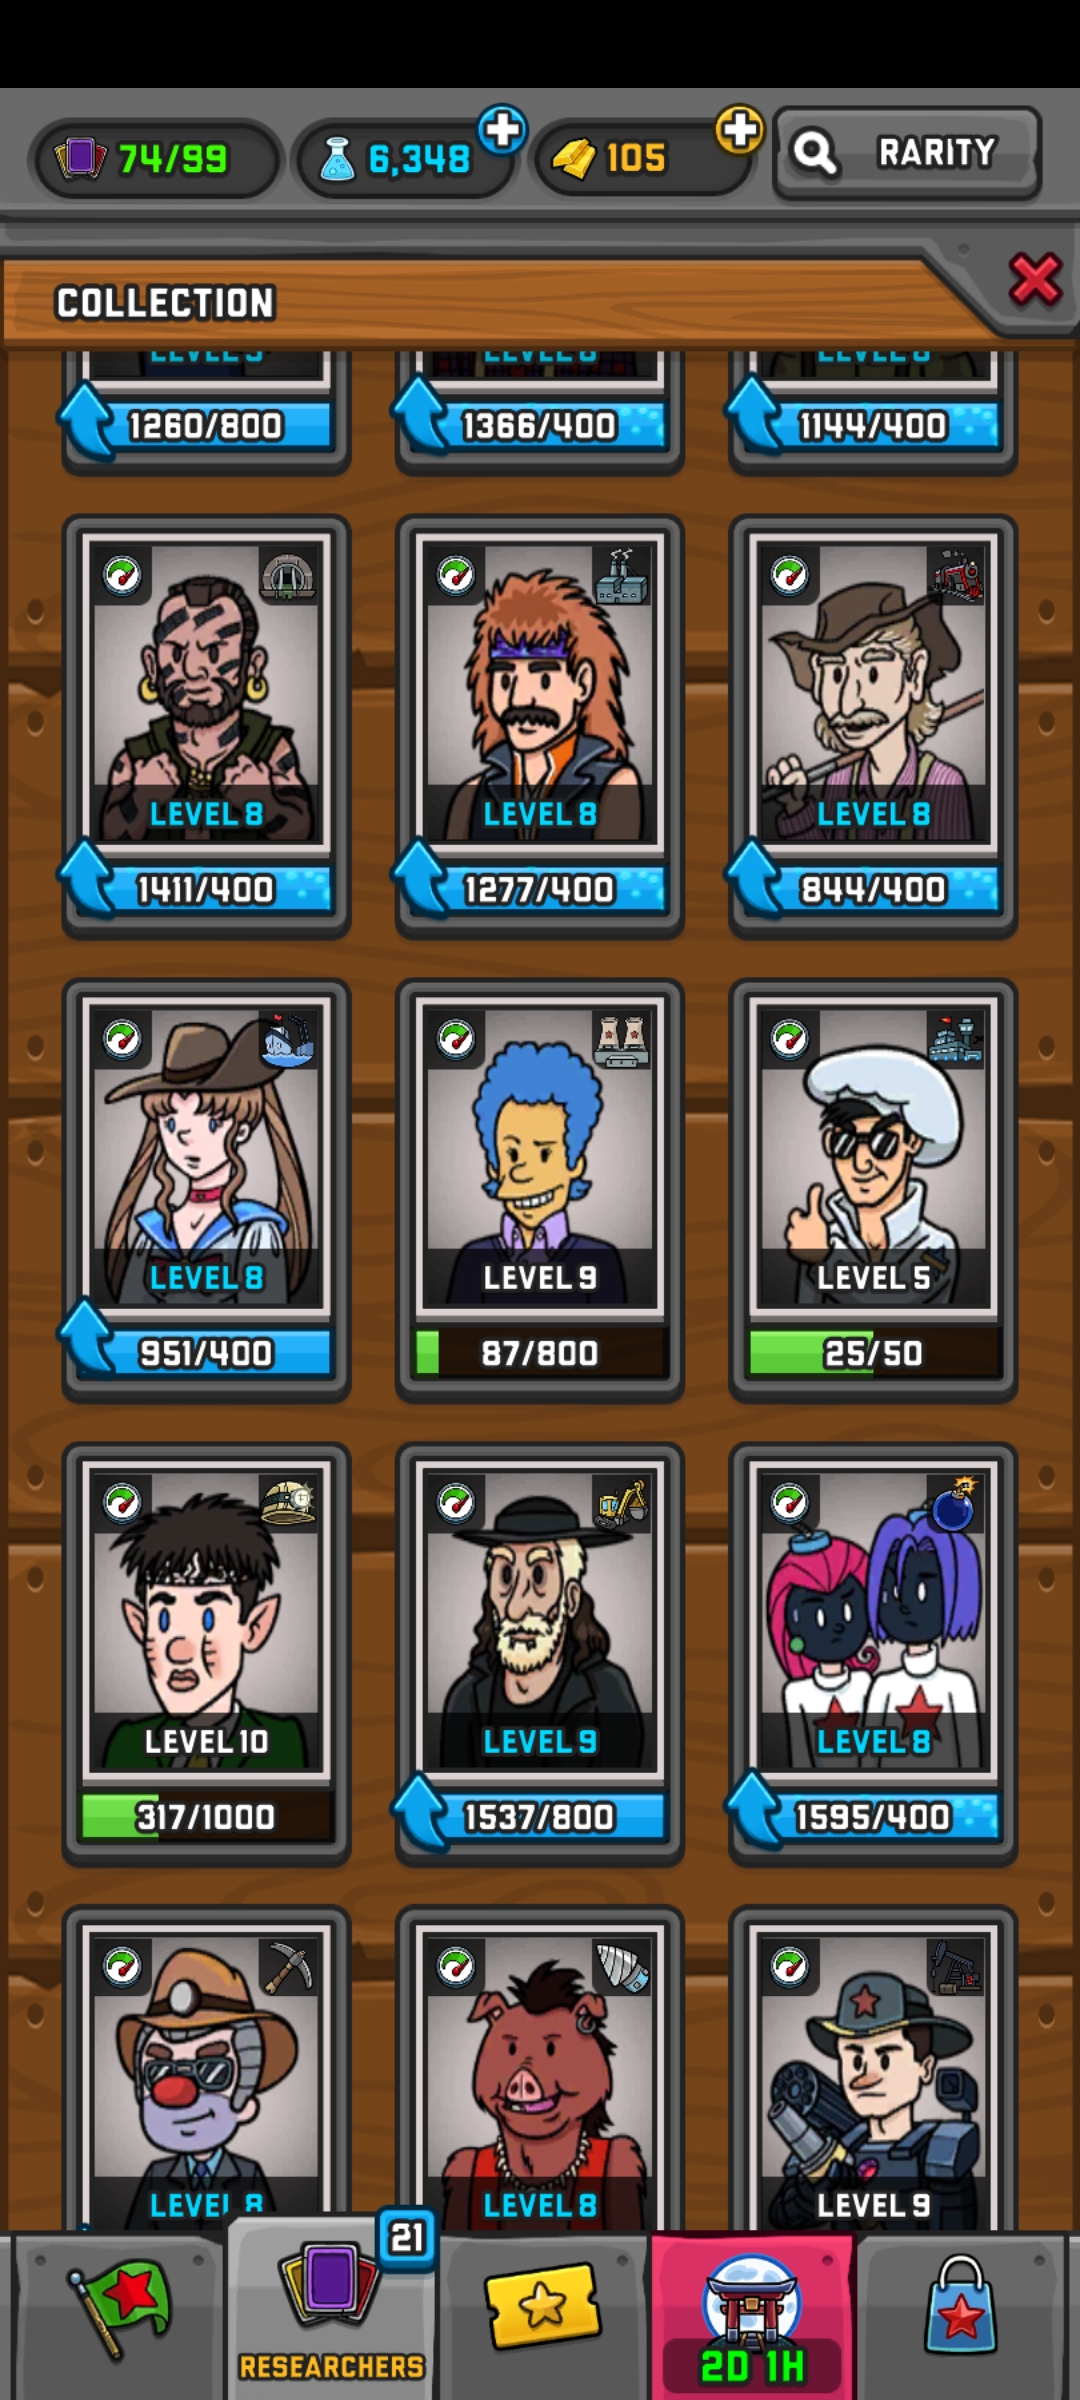 74/99
6,348
105
RARITY
COLLECTION
1260/800
1366/400
1144/400
LEVEL 8
LEVEL 8
LEVEL 8
1411/400
1277/400
844/400
LEVEL 8
LEVEL 9
LEVEL 5
951/400
87/800
25/50
LEVEL 10
LEVEL 9
LEVEL 8
317/1000
1537/800
1595/400
LEVEL 8
LEVEL 8
LEVEL 9
21
RESEARCHERS
2D 1H